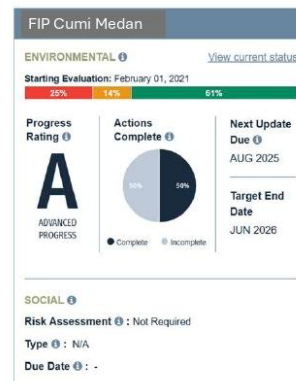 FIP Cumi Medan
ENVIRONMENTAL
View current status
Starting Evaluation: February 01, 2021
25% 14% 61%
Progress Rating
A
ADVANCED PROGRESS
Actions Complete
50% 50%
Complete Incomplete
Next Update Due
AUG 2025
Target End Date
JUN 2026
SOCIAL
Risk Assessment : Not Required
Type : N/A
Due Date : -